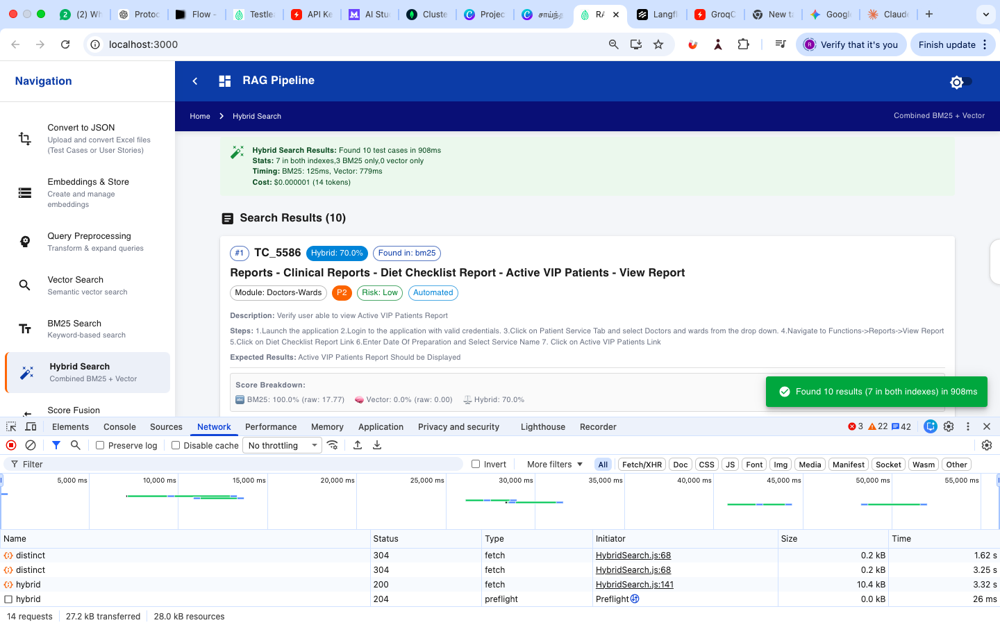 2
(2) Wh
Protoc
Flow -
Testlea
API Ke
AI Stu
Cluste
Projec
சாய்ந்த
RA
Langfl
GroqC
New ta
Googl
Claude
localhost:3000
R
Verify that it's you
Finish update
Navigation
RAG Pipeline
Home
Hybrid Search
Combined BM25 + Vector
Convert to JSON
Upload and convert Excel files
(Test Cases or User Stories)
Embeddings & Store
Create and manage
embeddings
Query Preprocessing
Transform & expand queries
Vector Search
Semantic vector search
BM25 Search
Keyword-based search
Hybrid Search
Combined BM25 + Vector
Score Fusion
Hybrid Search Results: Found 10 test cases in 908ms
Stats: 7 in both indexes,3 BM25 only,0 vector only
Timing: BM25: 125ms, Vector: 779ms
Cost: $0.000001 (14 tokens)
Search Results (10)
#1 TC_5586 Hybrid: 70.0% Found in: bm25
Reports - Clinical Reports - Diet Checklist Report - Active VIP Patients - View Report
Module: Doctors-Wards P2 Risk: Low Automated
Description: Verify user able to view Active VIP Patients Report
Steps: 1.Launch the application 2.Login to the application with valid credentials. 3.Click on Patient Service Tab and select Doctors and wards from the drop down. 4.Navigate to Functions->Reports->View Report
5.Click on Diet Checklist Report Link 6.Enter Date Of Preparation and Select Service Name 7. Click on Active VIP Patients Link
Expected Results: Active VIP Patients Report Should be Displayed
Score Breakdown:
BM25: 100.0% (raw: 17.77) Vector: 0.0% (raw: 0.00) Hybrid: 70.0%
Found 10 results (7 in both indexes) in 908ms
Elements Console Sources Network Performance Memory Application Privacy and security Lighthouse Recorder 3 22 42
Preserve log Disable cache No throttling
Filter Invert More filters All Fetch/XHR Doc CSS JS Font Img Media Manifest Socket Wasm Other
5,000 ms 10,000 ms 15,000 ms 20,000 ms 25,000 ms 30,000 ms 35,000 ms 40,000 ms 45,000 ms 50,000 ms 55,000 ms
Name Status Type Initiator Size Time
distinct 304 fetch HybridSearch.js:68 0.2 kB 1.62 s
distinct 304 fetch HybridSearch.js:68 0.2 kB 3.25 s
hybrid 200 fetch HybridSearch.js:141 10.4 kB 3.32 s
hybrid 204 preflight Preflight 0.0 kB 26 ms
14 requests 27.2 kB transferred 28.0 kB resources